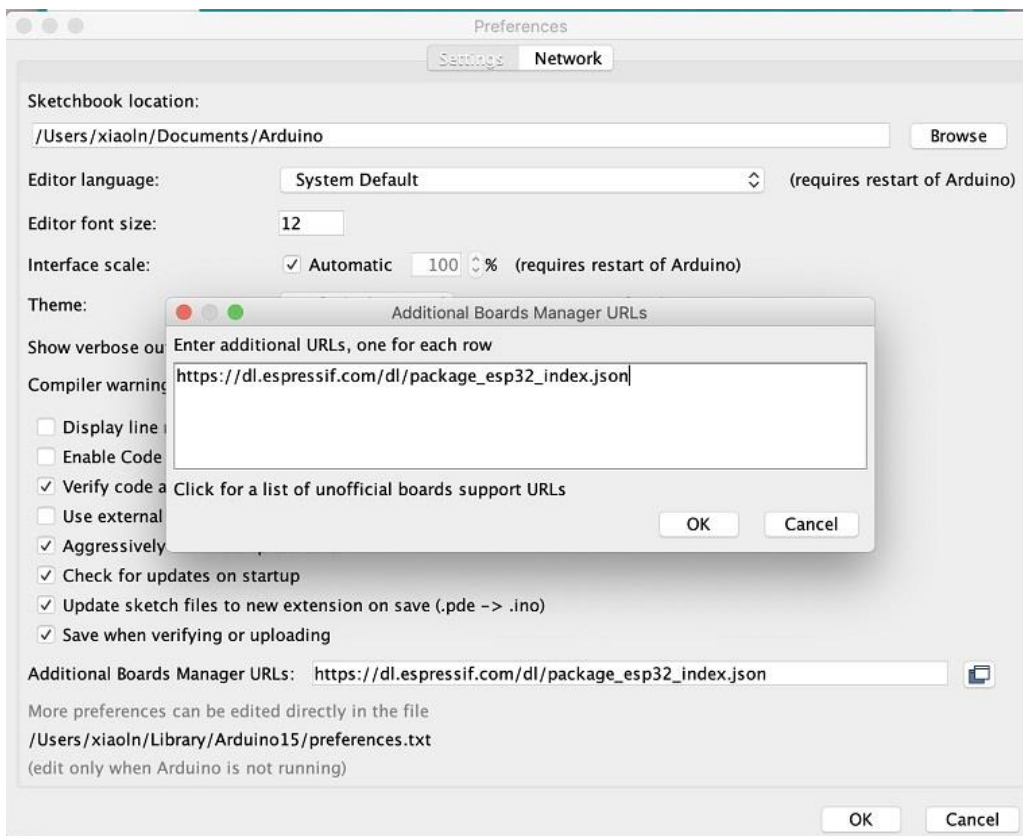 Preferences
Settings Network
Sketchbook location:
/Users/xiaoln/Documents/Arduino Browse
Editor language: System Default (requires restart of Arduino)
Editor font size: 12
Interface scale: Automatic 100 % (requires restart of Arduino)
Theme:
Additional Boards Manager URLs
Show verbose
Enter additional URLs, one for each row
Compiler
https://dl.espressif.com/dl/package_esp32_index.json
Display line
Enable Code
Verify code
Click for a list of unofficial boards support URLs
Use external
OK Cancel
Aggressively
Check for updates on startup
Update sketch files to new extension on save (.pde -> .ino)
Save when verifying or uploading
Additional Boards Manager URLs: https://dl.espressif.com/dl/package_esp32_index.json
More preferences can be edited directly in the file
/Users/xiaoln/Library/Arduino15/preferences.txt
(edit only when Arduino is not running)
OK Cancel